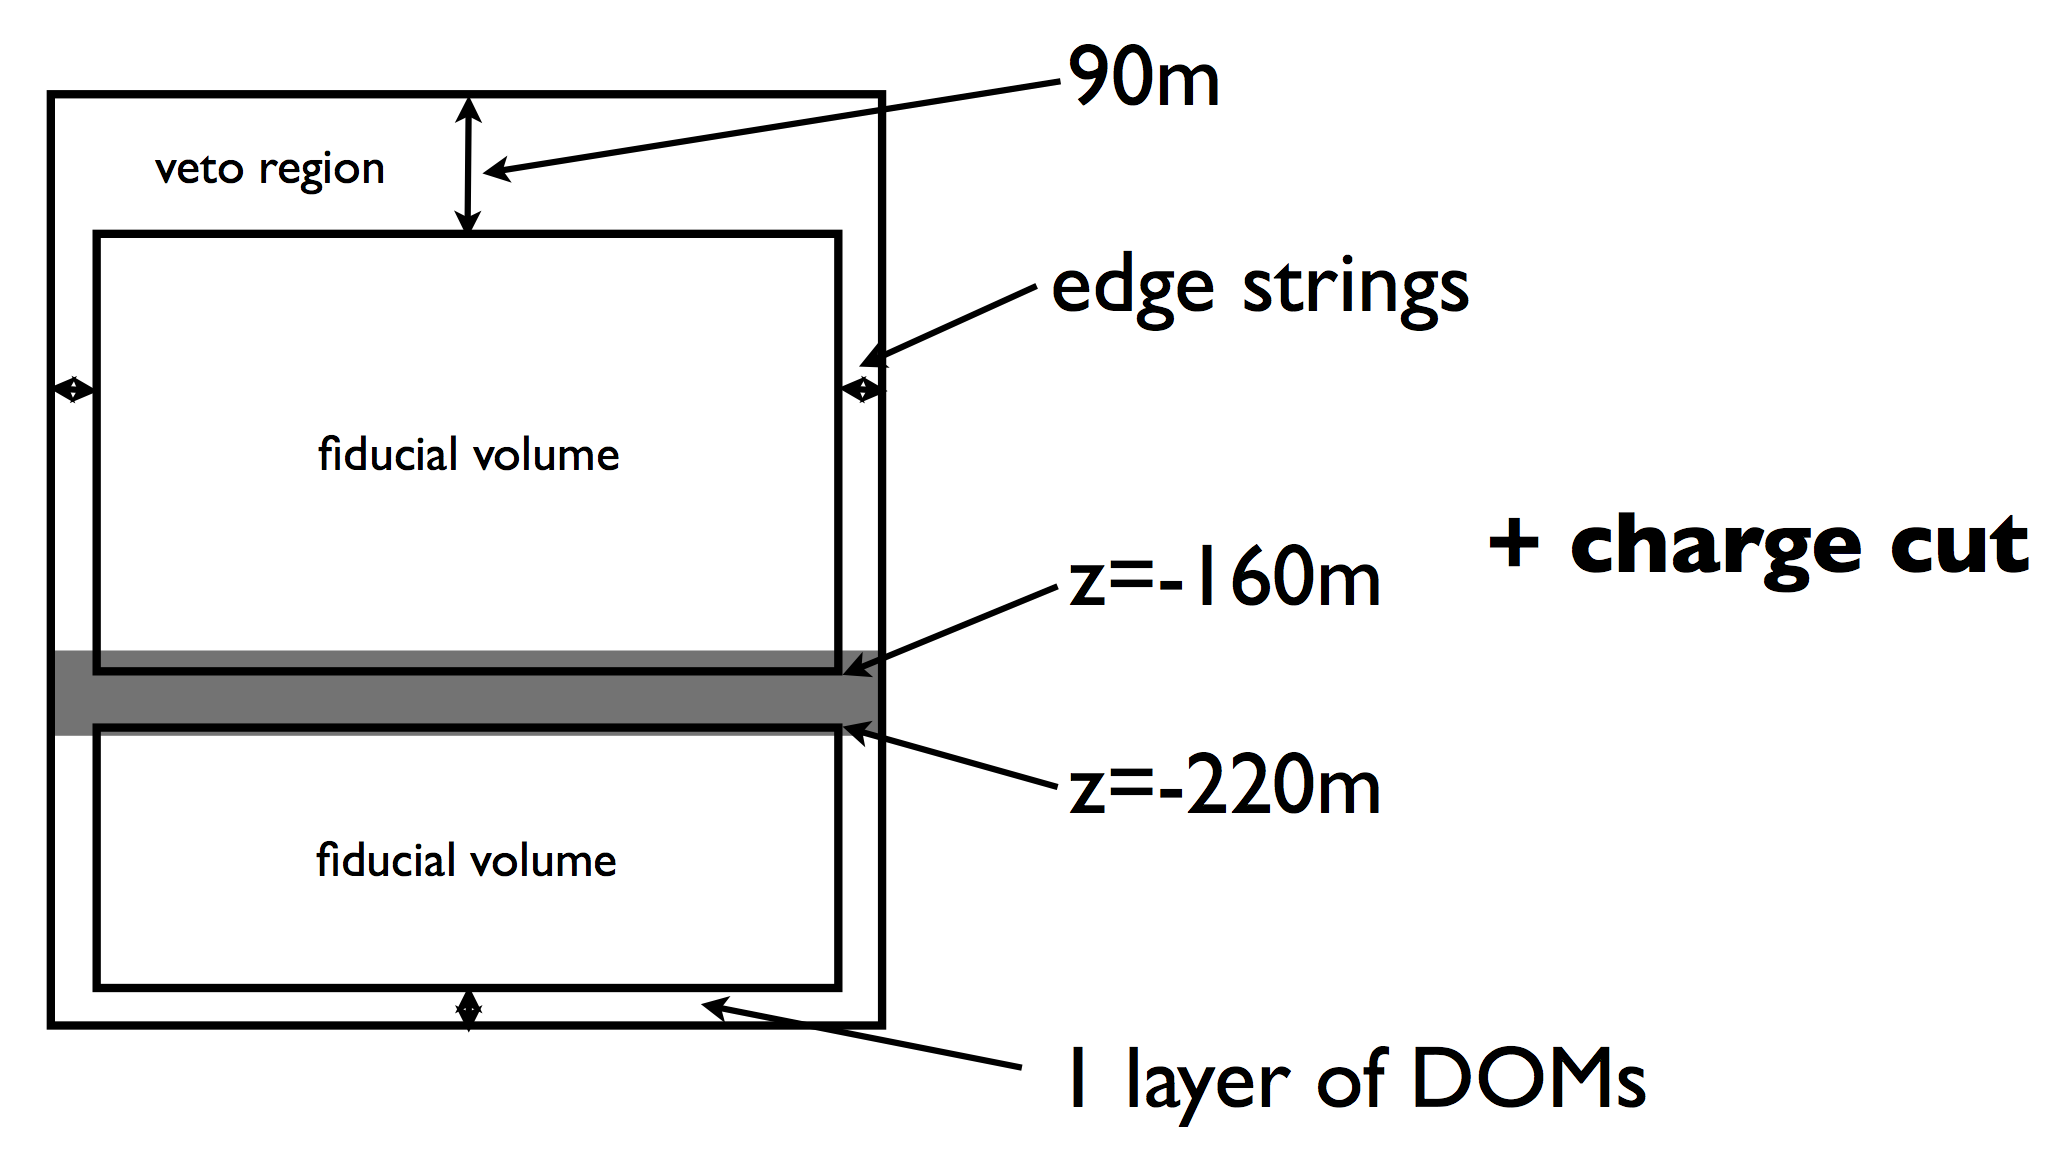 90m
veto region
edge strings
fiducial volume
+ charge cut
z=-160m
z=-220m
fiducial volume
1 layer of DOMs